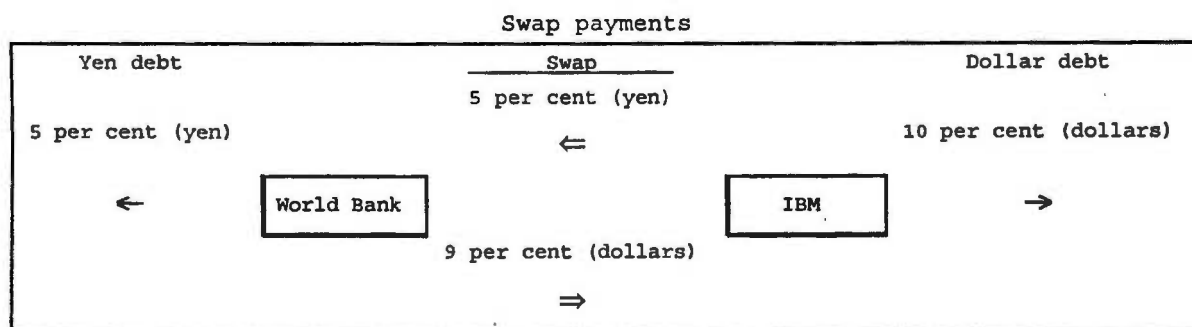 Swap payments
Yen debt Swap Dollar debt
5 per cent (yen)
5 per cent (yen) 10 per cent (dollars)
⇐
← World Bank IBM →
9 per cent (dollars)
⇒